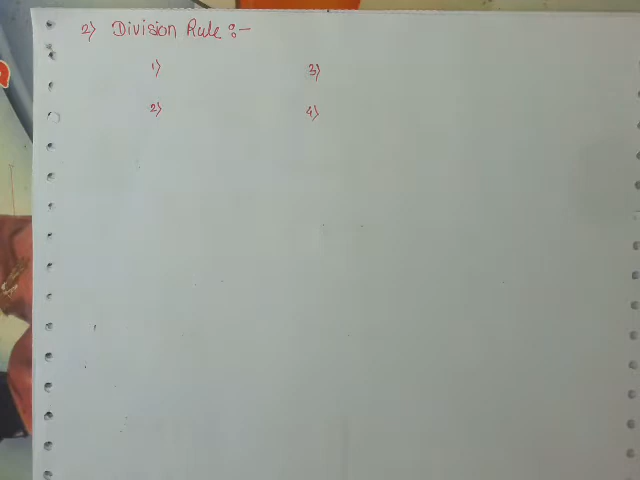 2) Division Rule :-
1) 3)
2) 4)